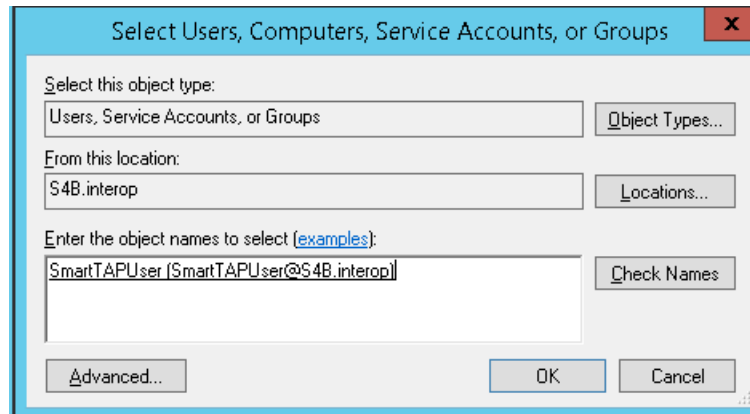 Select Users, Computers, Service Accounts, or Groups
x
Select this object type:
Users, Service Accounts, or Groups
Object Types...
From this location:
S4B.interop
Locations...
Enter the object names to select (examples):
SmartTAPUser (SmartTAPUser@S4B.interop)
Check Names
Advanced...
OK
Cancel